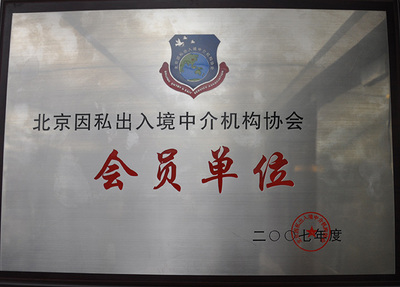 北京因私出入境中介机构协会
会员单位
二〇〇七年度